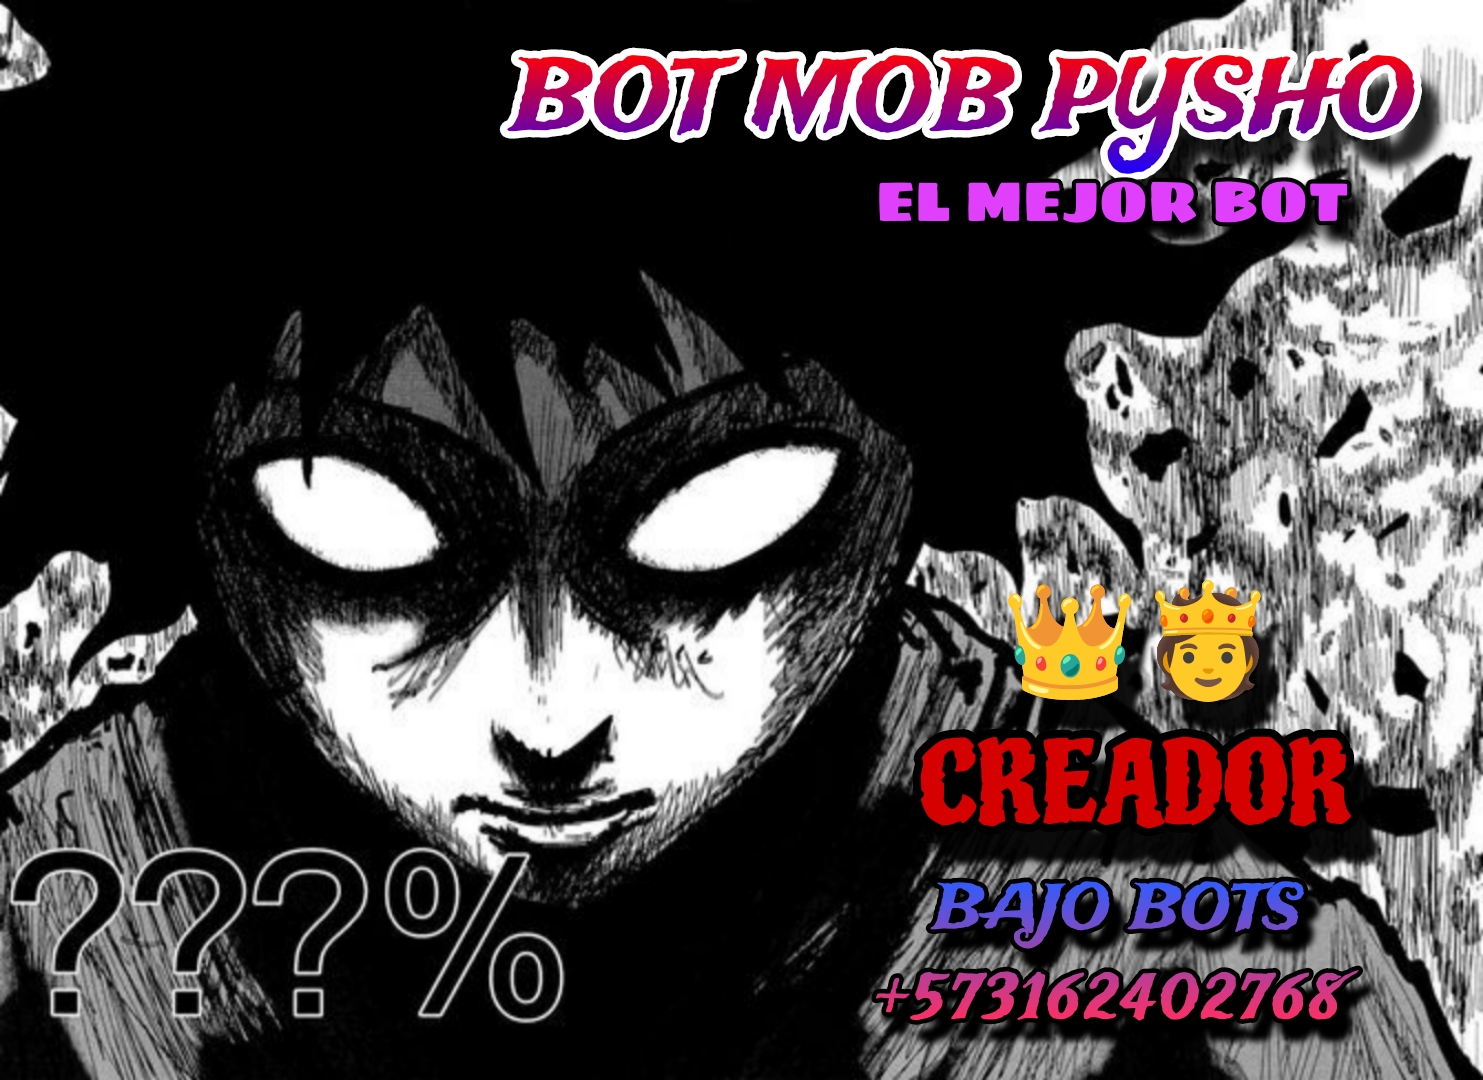 BOT MOB PYSHO
EL MEJOR BOT
👑🫅
CREADOR
BAJO BOTS
+573162402768
???%